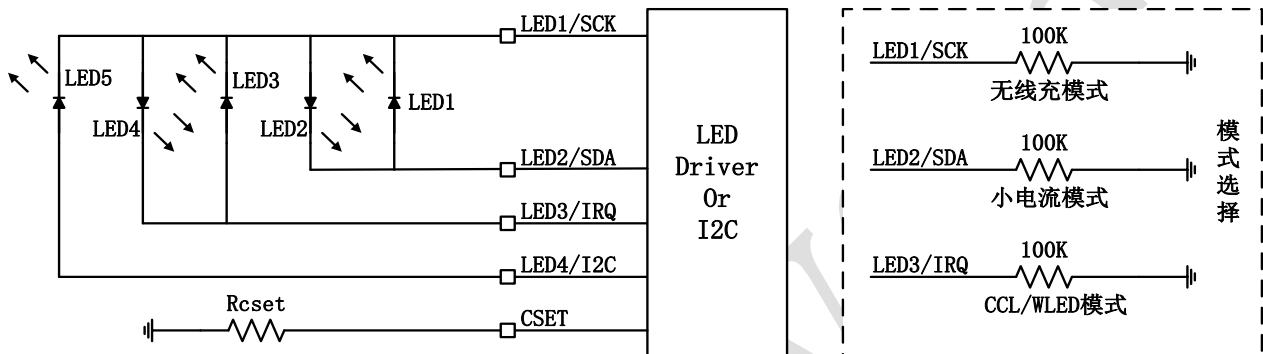 LED1/SCK
LED5
LED3
LED4
LED2
LED1
LED2/SDA
LED3/IRQ
LED4/I2C
Rcset
CSET
LED
Driver
Or
I2C
LED1/SCK
100K
无线充模式
LED2/SDA
100K
小电流模式
LED3/IRQ
100K
CCL/WLED模式
模式选择